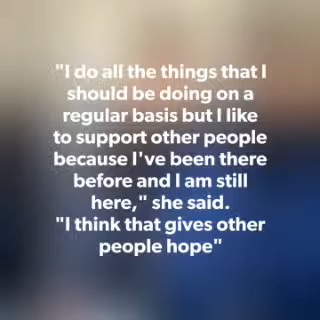 "I do all the things that I
should be doing on a
regular basis but I like
to support other people
because I've been there
before and I am still
here," she said.
"I think that gives other
people hope"